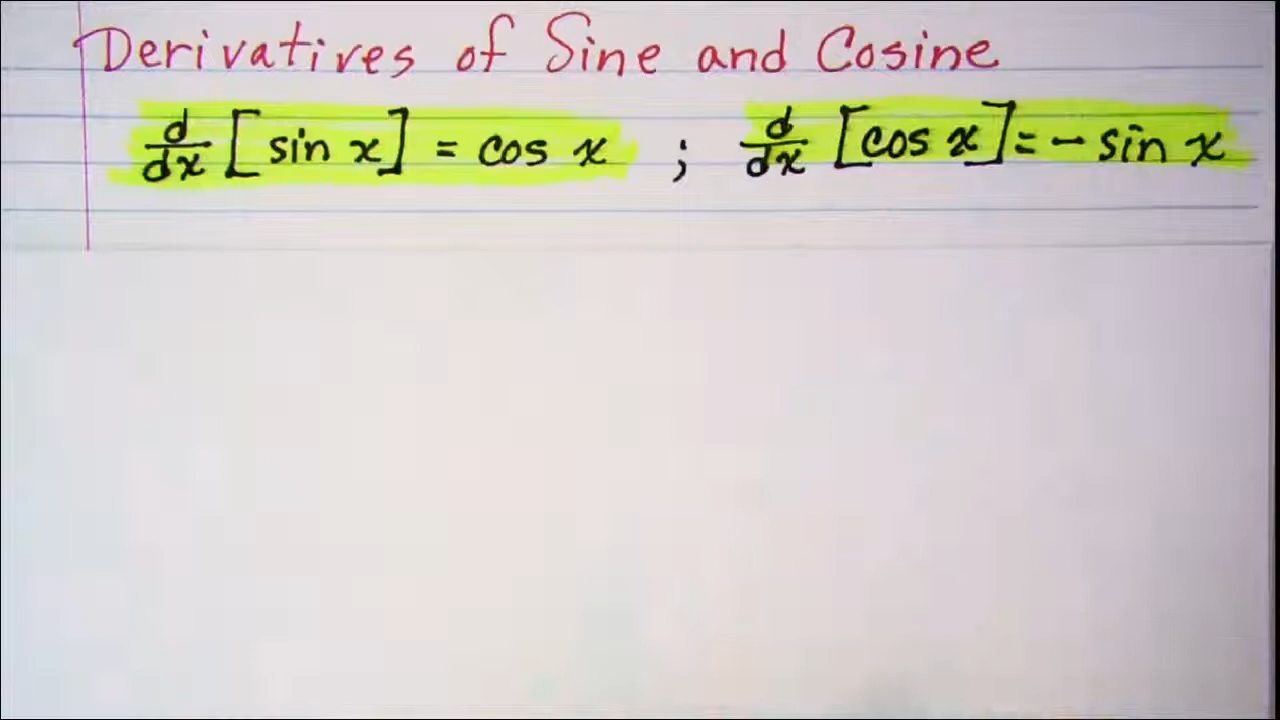 Derivatives of Sine and Cosine
d/dx [sin x] = cos x ; d/dx [cos x] = - sin x